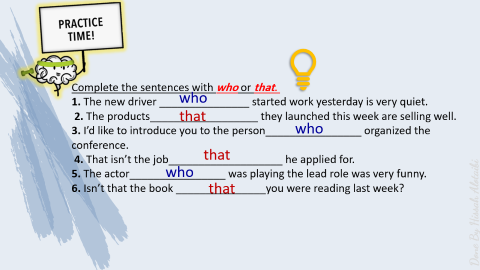 PRACTICE
TIME!
Complete the sentences with who or that.
1. The new driver who started work yesterday is very quiet.
2. The products that they launched this week are selling well.
3. I'd like to introduce you to the person who organized the
conference.
4. That isn't the job that he applied for.
5. The actor who was playing the lead role was very funny.
6. Isn't that the book that you were reading last week?